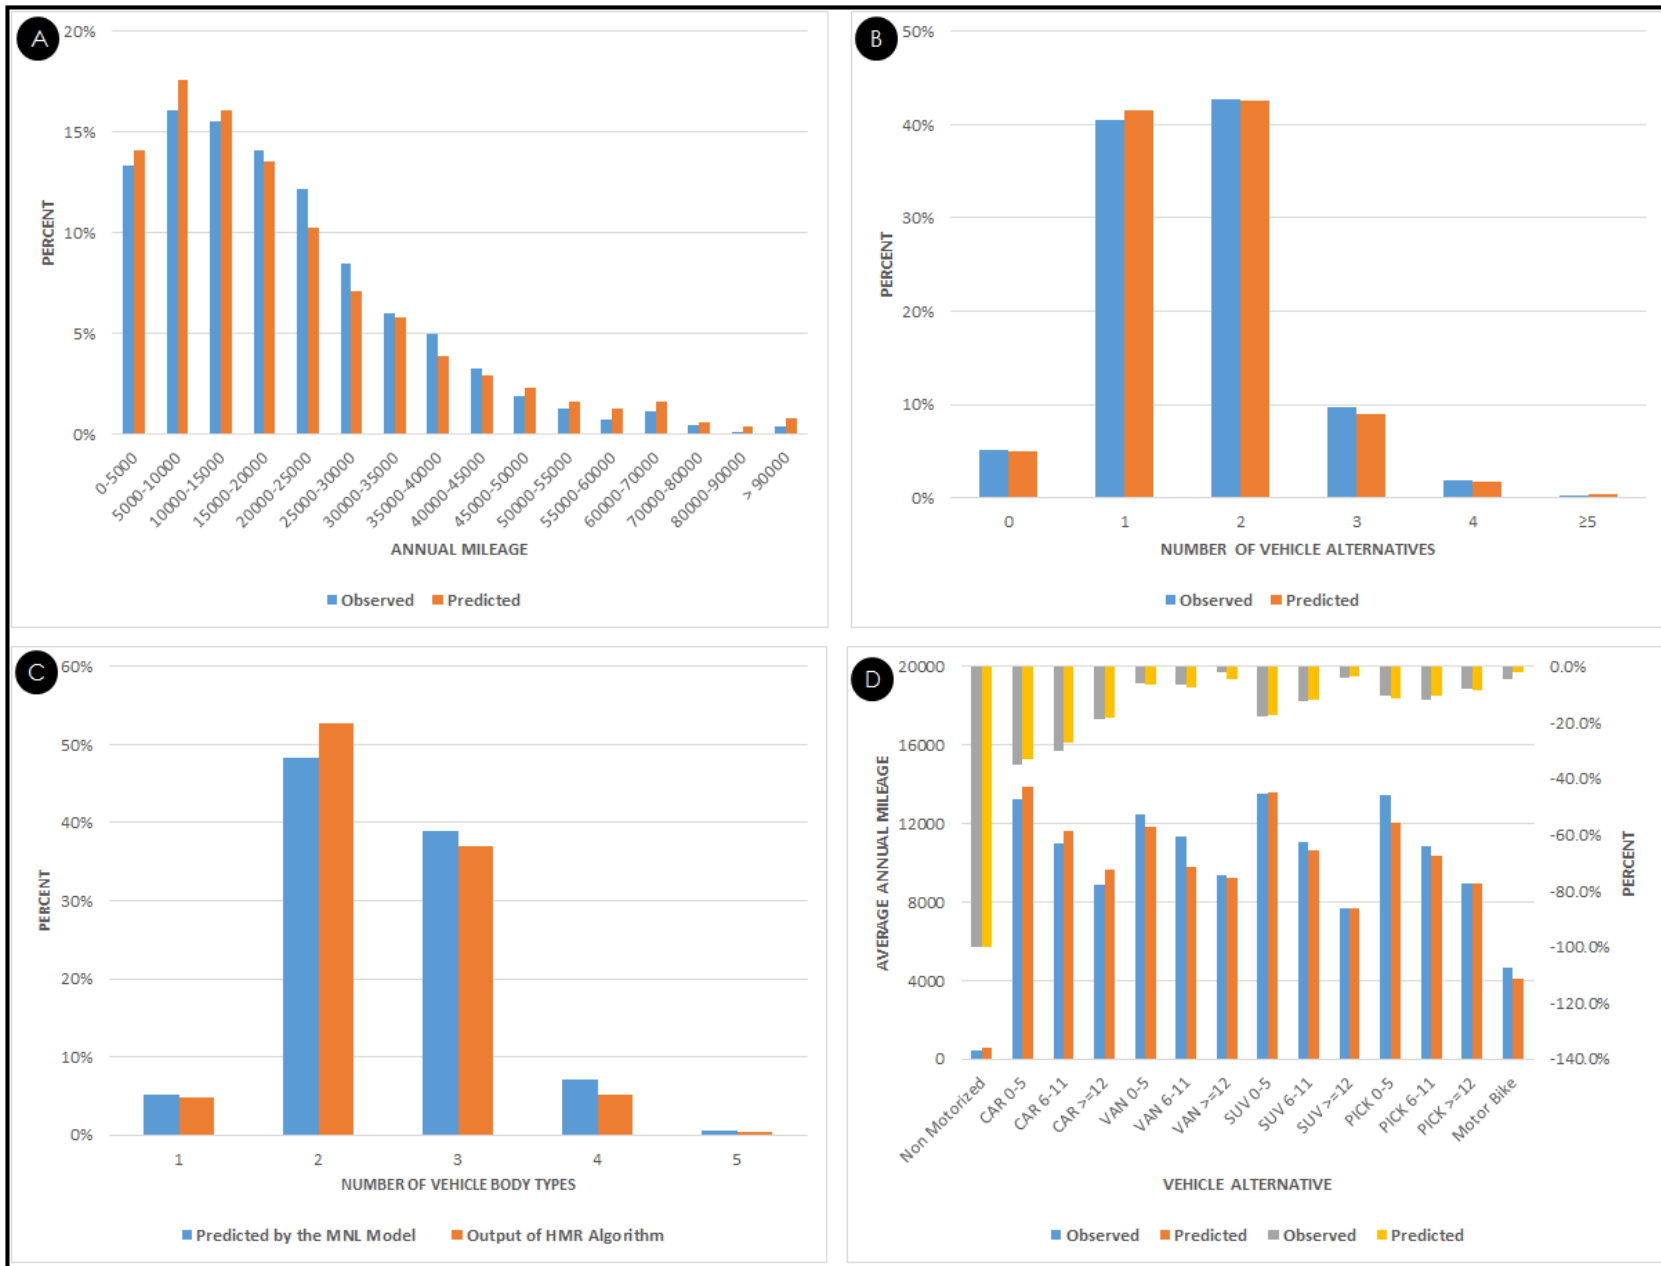 A
20%
15%
10%
5%
0%
PERCENT
0-5000
5000-10000
10000-15000
15000-20000
20000-25000
25000-30000
30000-35000
35000-40000
40000-45000
45000-50000
50000-55000
55000-60000
60000-70000
70000-80000
80000-90000
> 90000
ANNUAL MILEAGE
Observed Predicted
B
50%
40%
30%
20%
10%
0%
PERCENT
0 1 2 3 4 ≥5
NUMBER OF VEHICLE ALTERNATIVES
Observed Predicted
C
60%
50%
40%
30%
20%
10%
0%
PERCENT
1 2 3 4 5
NUMBER OF VEHICLE BODY TYPES
Predicted by the MNL Model Output of HMR Algorithm
D
20000
16000
12000
8000
4000
0
AVERAGE ANNUAL MILEAGE
0.0%
-20.0%
-40.0%
-60.0%
-80.0%
-100.0%
-120.0%
-140.0%
PERCENT
Non Motorized
CAR 0-5
CAR 6-11
CAR >=12
VAN 0-5
VAN 6-11
VAN >=12
SUV 0-5
SUV 6-11
SUV >=12
PICK 0-5
PICK 6-11
PICK >=12
Motor Bike
VEHICLE ALTERNATIVE
Observed Predicted Observed Predicted